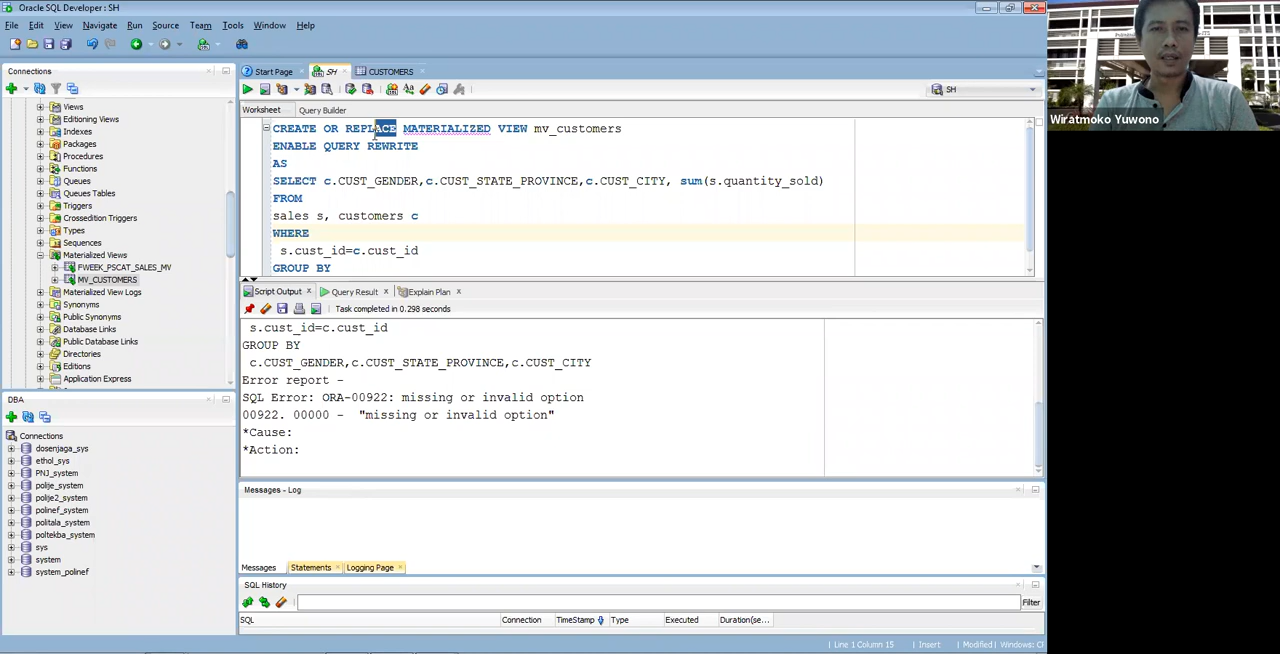 Oracle SQL Developer : SH
File Edit View Navigate Run Source Team Tools Window Help
Connections
Views
Editioning Views
Indexes
Packages
Procedures
Functions
Queues
Queues Tables
Triggers
Crossedition Triggers
Types
Sequences
Materialized Views
FWEEK_PSCAT_SALES_MV
MV_CUSTOMERS
Materialized View Logs
Synonyms
Public Synonyms
Database Links
Public Database Links
Directories
Editions
Application Express
DBA
Connections
dosenjaga_sys
ethol_sys
PNJ_system
polije_system
polije2_system
polinef_system
politala_system
poltekba_system
sys
system
system_polinef
Start Page SH CUSTOMERS
SH
Worksheet Query Builder
CREATE OR REPLACE MATERIALIZED VIEW mv_customers
ENABLE QUERY REWRITE
AS
SELECT c.CUST_GENDER,c.CUST_STATE_PROVINCE,c.CUST_CITY, sum(s.quantity_sold)
FROM
sales s, customers c
WHERE
s.cust_id=c.cust_id
GROUP BY
Script Output Query Result Explain Plan
Task completed in 0.298 seconds
s.cust_id=c.cust_id
GROUP BY
c.CUST_GENDER,c.CUST_STATE_PROVINCE,c.CUST_CITY
Error report -
SQL Error: ORA-00922: missing or invalid option
00922. 00000 - "missing or invalid option"
*Cause:
*Action:
Messages - Log
Messages Statements Logging Page
SQL History
Filter
SQL Connection TimeStamp Type Executed Duration(se...
Line 1 Column 15 Insert Modified Windows: C
Wiratmoko Yuwono